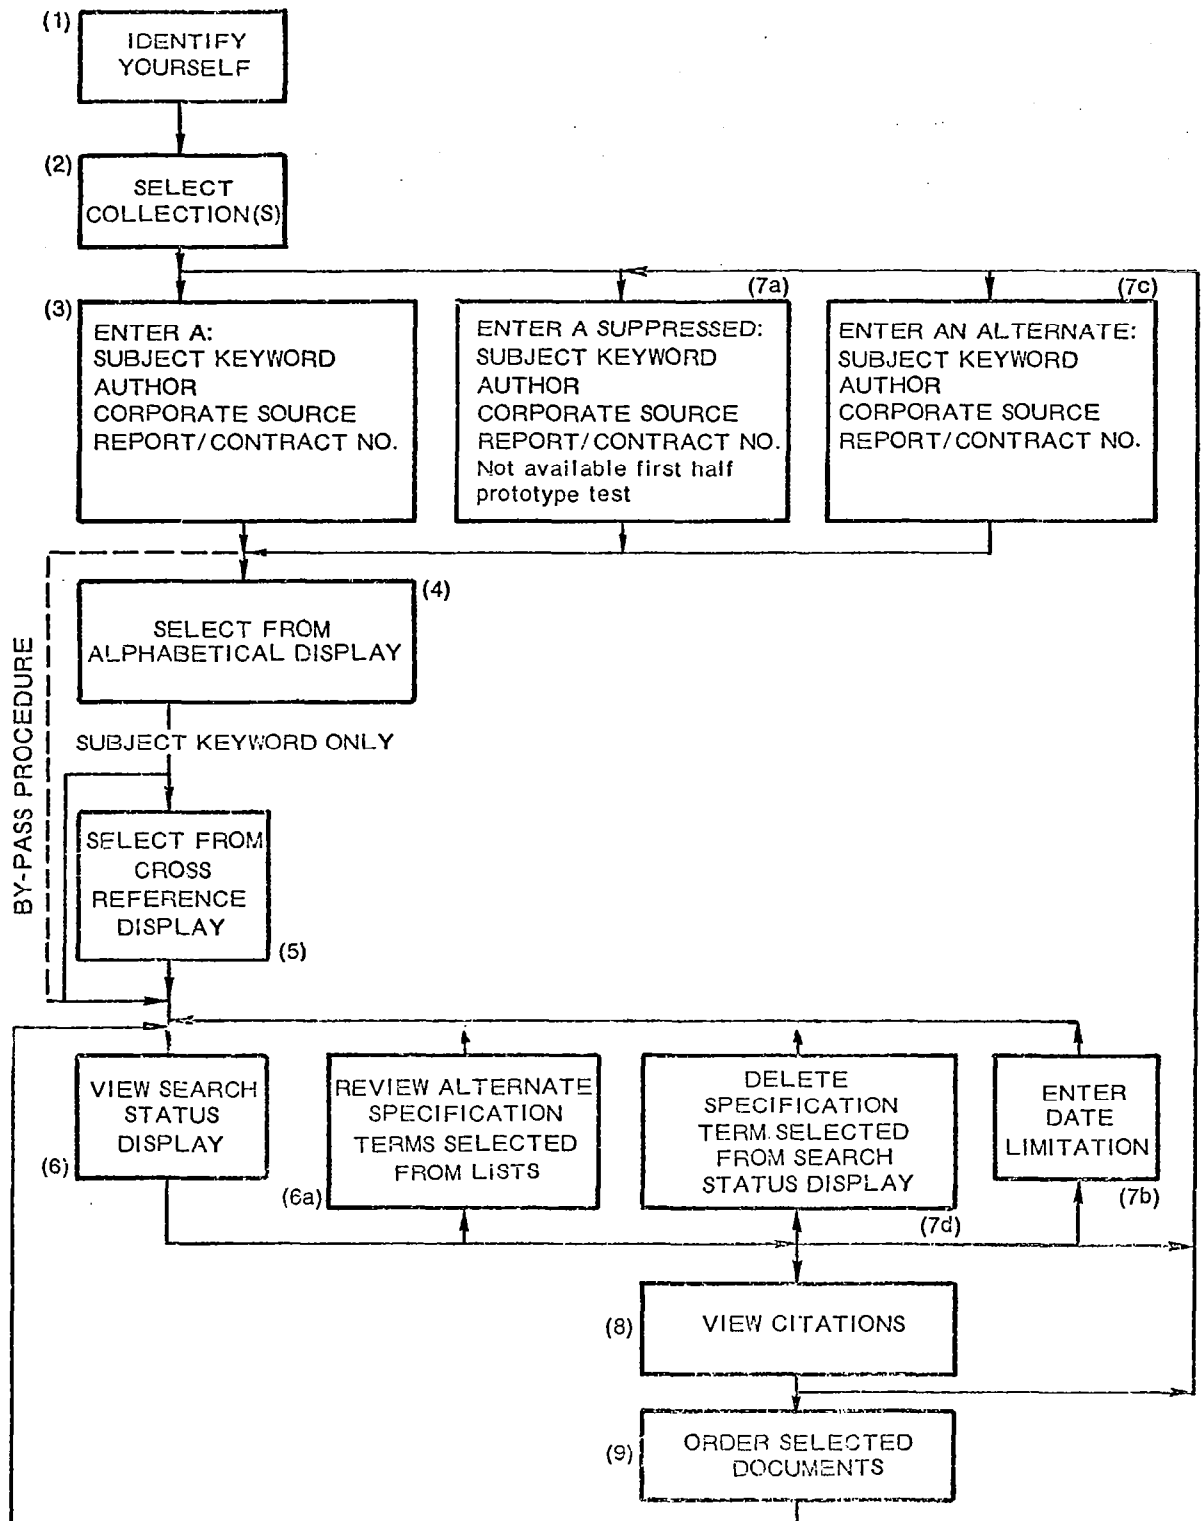 (1)
IDENTIFY
YOURSELF
(2)
SELECT
COLLECTION(S)
(3)
ENTER A:
SUBJECT KEYWORD
AUTHOR
CORPORATE SOURCE
REPORT/CONTRACT NO.
(7a)
ENTER A SUPPRESSED:
SUBJECT KEYWORD
AUTHOR
CORPORATE SOURCE
REPORT/CONTRACT NO.
Not available first half
prototype test
(7c)
ENTER AN ALTERNATE:
SUBJECT KEYWORD
AUTHOR
CORPORATE SOURCE
REPORT/CONTRACT NO.
(4)
SELECT FROM
ALPHABETICAL DISPLAY
BY-PASS PROCEDURE
SUBJECT KEYWORD ONLY
SELECT FROM
CROSS
REFERENCE
DISPLAY
(5)
VIEW SEARCH
STATUS
DISPLAY
(6)
REVIEW ALTERNATE
SPECIFICATION
TERMS SELECTED
FROM LISTS
(6a)
DELETE
SPECIFICATION
TERM. SELECTED
FROM SEARCH
STATUS DISPLAY
(7d)
ENTER
DATE
LIMITATION
(7b)
(8)
VIEW CITATIONS
(9)
ORDER SELECTED
DOCUMENTS